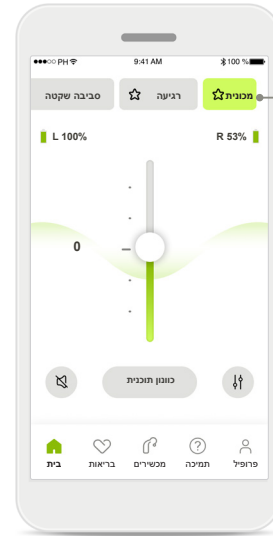 PH 9:41 AM 100 %
מכונית רגיעה סביבה שקטה
L 100% R 53%
0
כוונון תוכנית
פרופיל תמיכה מכשירים בריאות בית